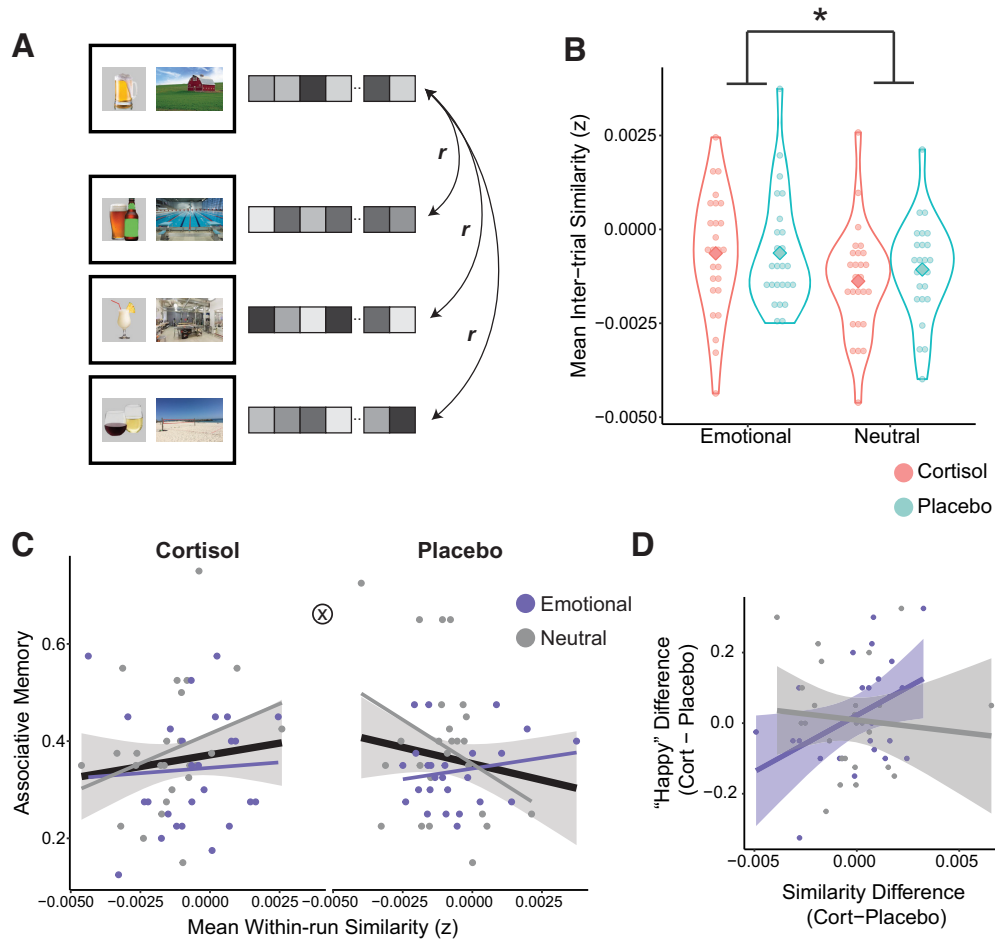 A
r
r
r
B
*
Mean Inter−trial Similarity (z)
0.0025
0.0000
−0.0025
−0.0050
Emotional
Neutral
Cortisol
Placebo
C
Cortisol
Placebo
Emotional
Neutral
Associative Memory
0.6
0.4
0.2
−0.0050
−0.0025
0.0000
0.0025
−0.0050
−0.0025
0.0000
0.0025
Mean Within-run Similarity (z)
x
D
“Happy” Difference
(Cort − Placebo)
0.2
0.0
−0.2
−0.005
0.000
0.005
Similarity Difference
(Cort−Placebo)